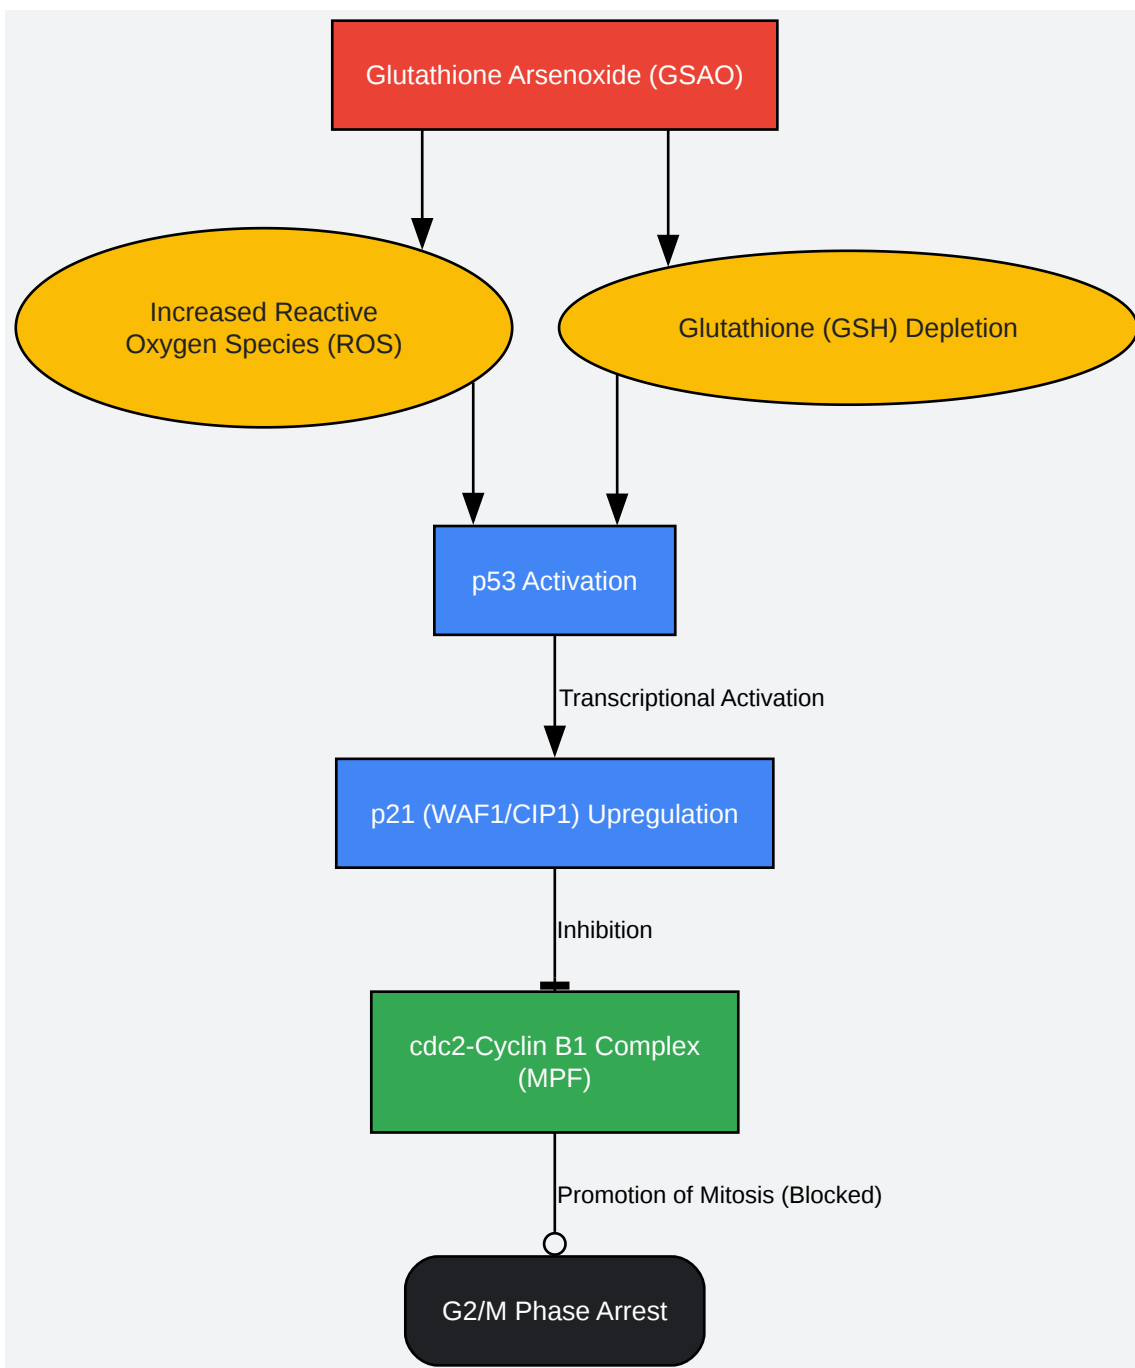 Glutathione Arsenoxide (GSAO)
Increased Reactive
Oxygen Species (ROS)
Glutathione (GSH) Depletion
p53 Activation
Transcriptional Activation
p21 (WAF1/CIP1) Upregulation
Inhibition
cdc2-Cyclin B1 Complex
(MPF)
Promotion of Mitosis (Blocked)
G2/M Phase Arrest